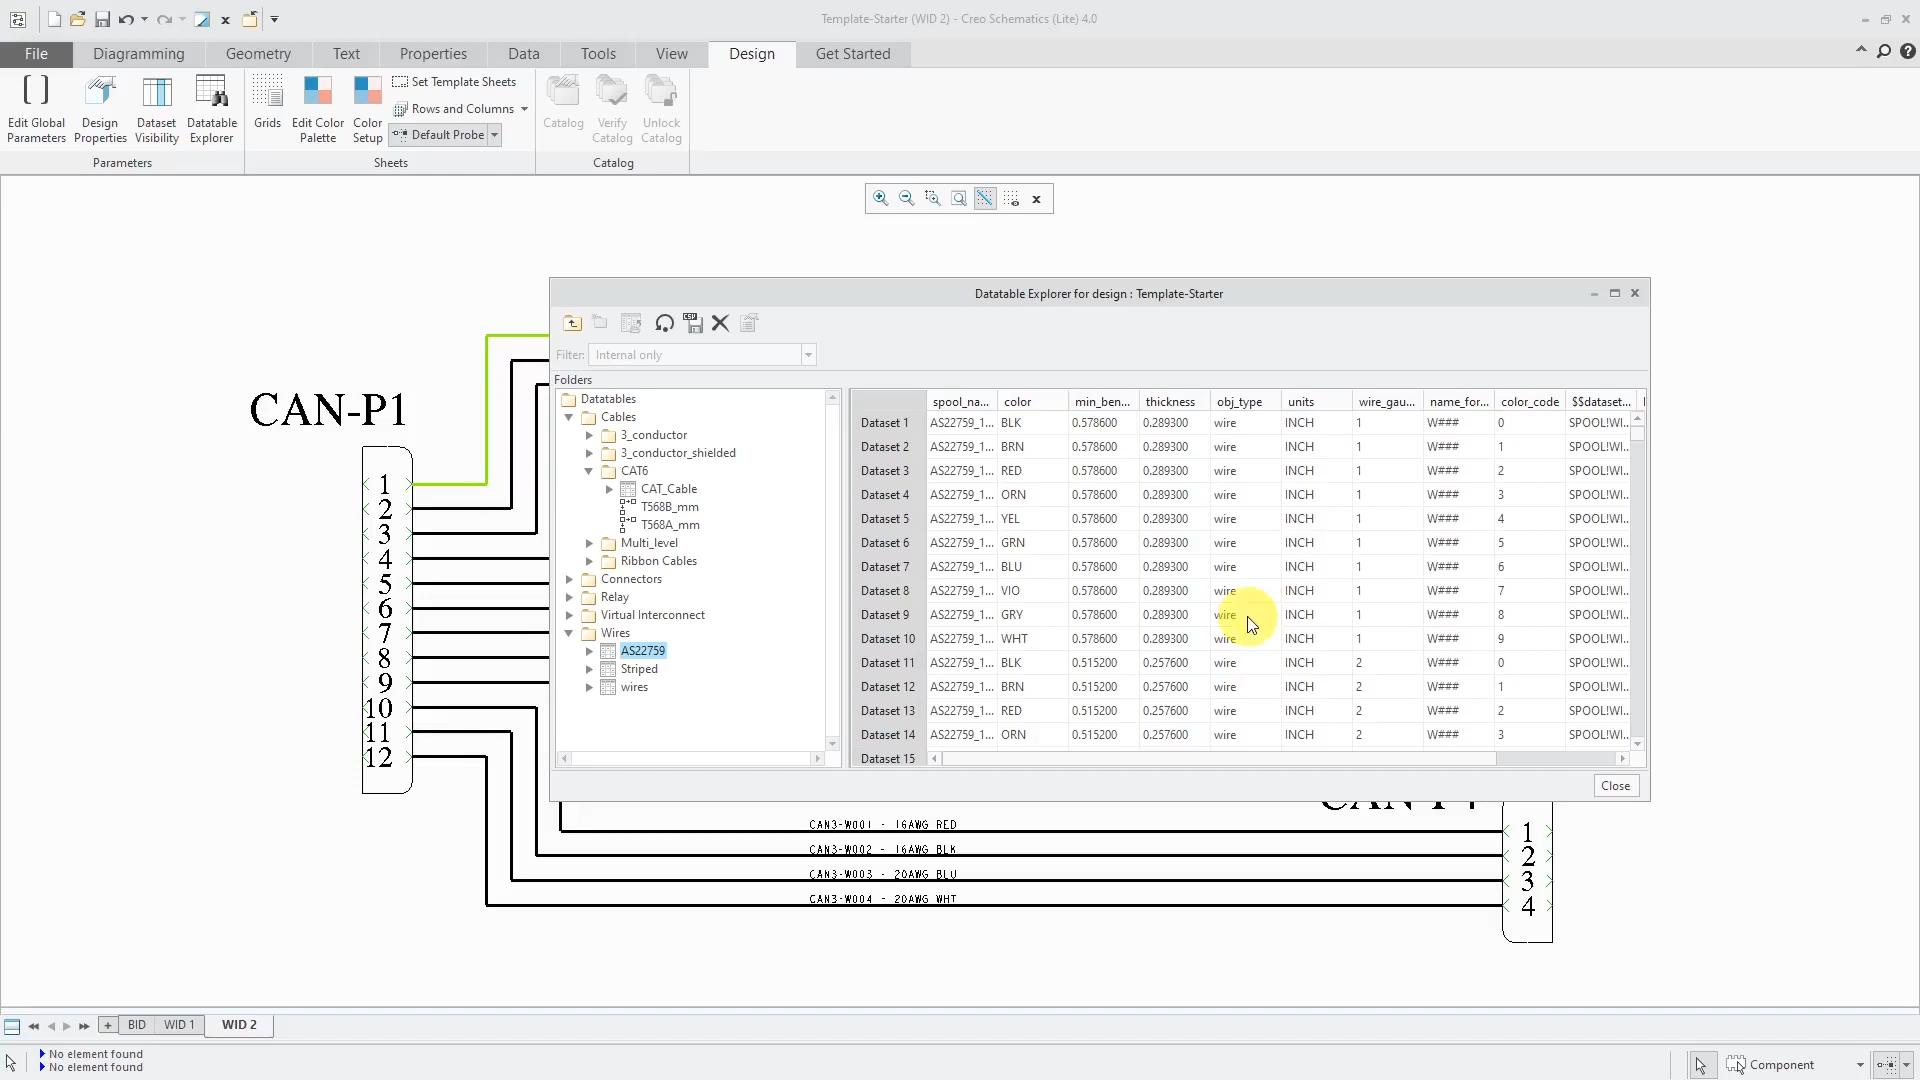 Template-Starter (WID 2) - Creo Schematics (Lite) 4.0
File Diagramming Geometry Text Properties Data Tools View Design Get Started
Edit Global Parameters
Design Properties
Dataset Visibility
Datatable Explorer
Grids
Edit Color Palette
Color Setup
Set Template Sheets
Rows and Columns
Default Probe
Catalog
Verify Catalog
Unlock Catalog
Parameters Sheets Catalog
CAN-P1
1
2
3
4
5
6
7
8
9
10
11
12
Datatable Explorer for design : Template-Starter
CSV
Filter: Internal only
Folders
Datatables
Cables
3_conductor
3_conductor_shielded
CAT6
CAT_Cable
T568B_mm
T568A_mm
Multi_level
Ribbon Cables
Connectors
Relay
Virtual Interconnect
Wires
AS22759
Striped
wires
spool_na... color min_ben... thickness obj_type units wire_gau... name_for... color_code $$dataset...
Dataset 1 AS22759_1... BLK 0.578600 0.289300 wire INCH 1 W### 0 SPOOL!WI...
Dataset 2 AS22759_1... BRN 0.578600 0.289300 wire INCH 1 W### 1 SPOOL!WI...
Dataset 3 AS22759_1... RED 0.578600 0.289300 wire INCH 1 W### 2 SPOOL!WI...
Dataset 4 AS22759_1... ORN 0.578600 0.289300 wire INCH 1 W### 3 SPOOL!WI...
Dataset 5 AS22759_1... YEL 0.578600 0.289300 wire INCH 1 W### 4 SPOOL!WI...
Dataset 6 AS22759_1... GRN 0.578600 0.289300 wire INCH 1 W### 5 SPOOL!WI...
Dataset 7 AS22759_1... BLU 0.578600 0.289300 wire INCH 1 W### 6 SPOOL!WI...
Dataset 8 AS22759_1... VIO 0.578600 0.289300 wire INCH 1 W### 7 SPOOL!WI...
Dataset 9 AS22759_1... GRY 0.578600 0.289300 wire INCH 1 W### 8 SPOOL!WI...
Dataset 10 AS22759_1... WHT 0.578600 0.289300 wire INCH 1 W### 9 SPOOL!WI...
Dataset 11 AS22759_1... BLK 0.515200 0.257600 wire INCH 2 W### 0 SPOOL!WI...
Dataset 12 AS22759_1... BRN 0.515200 0.257600 wire INCH 2 W### 1 SPOOL!WI...
Dataset 13 AS22759_1... RED 0.515200 0.257600 wire INCH 2 W### 2 SPOOL!WI...
Dataset 14 AS22759_1... ORN 0.515200 0.257600 wire INCH 2 W### 3 SPOOL!WI...
Dataset 15
Close
CAN3-W001 - 16AWG RED
CAN3-W002 - 16AWG BLK
CAN3-W003 - 20AWG BLU
CAN3-W004 - 20AWG WHT
1
2
3
4
BID WID 1 WID 2
No element found
No element found
Component